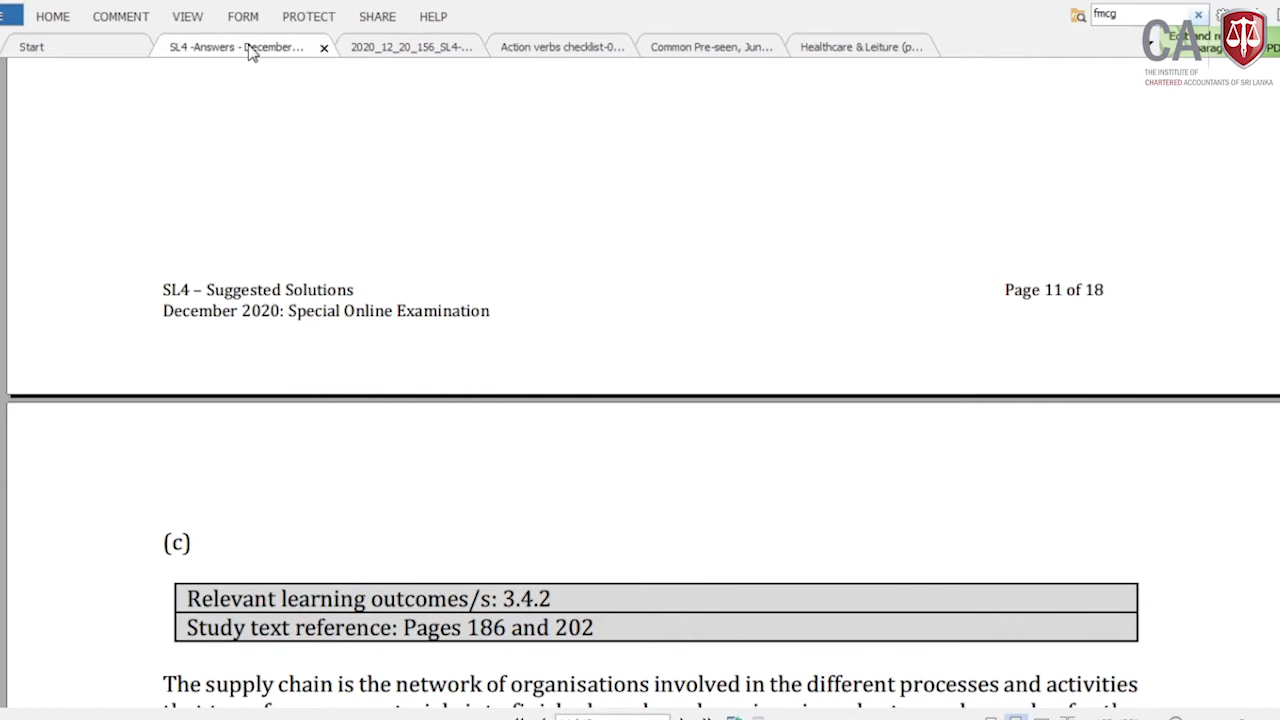 HOME COMMENT VIEW FORM PROTECT SHARE HELP
fmcg
Start
SL4 -Answers - December...
2020_12_20_156_SL4-...
Action verbs checklist-0...
Common Pre-seen, Jun...
Healthcare & Leiture (p...
CA
THE INSTITUTE OF
CHARTERED ACCOUNTANTS OF SRI LANKA
SL4 – Suggested Solutions
Page 11 of 18
December 2020: Special Online Examination
(c)
Relevant learning outcomes/s: 3.4.2
Study text reference: Pages 186 and 202
The supply chain is the network of organisations involved in the different processes and activities